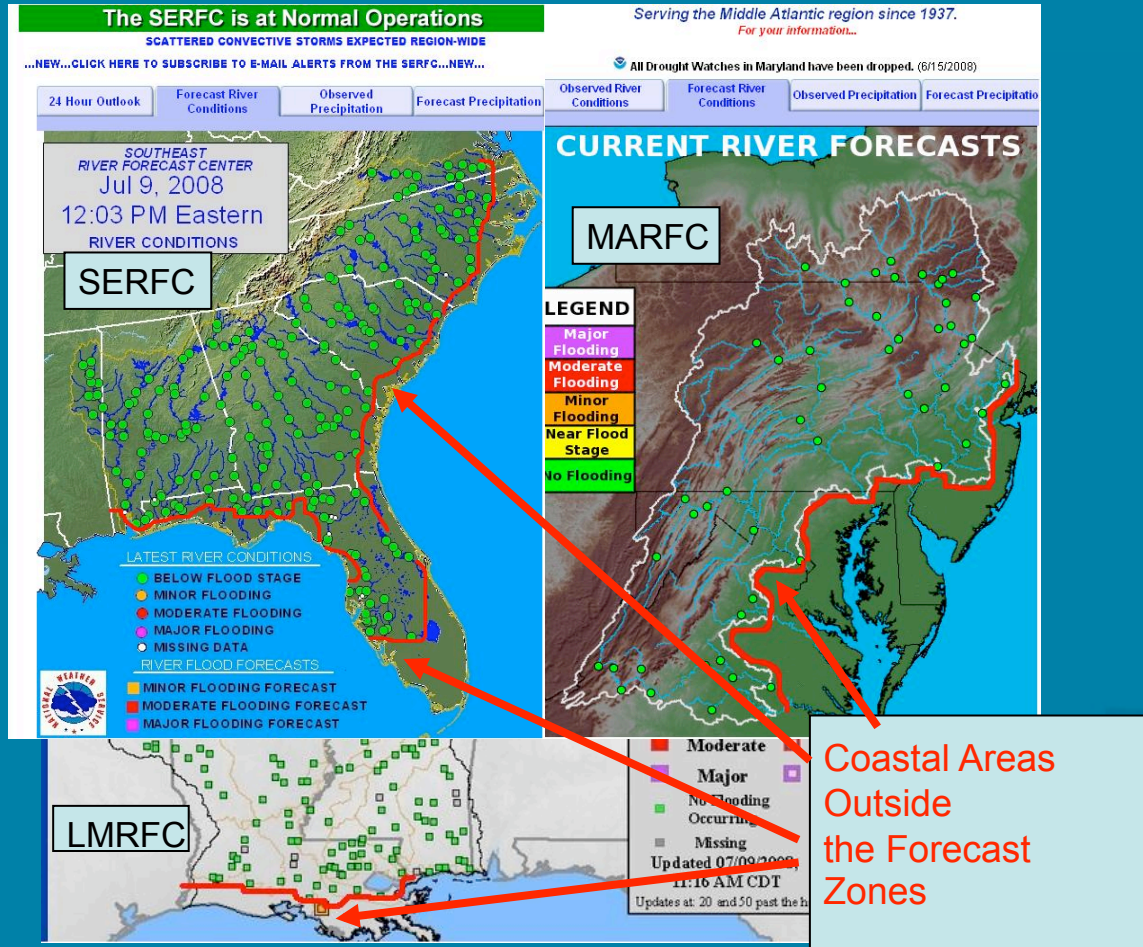 The SERFC is at Normal Operations
SCATTERED CONVECTIVE STORMS EXPECTED REGION-WIDE
...NEW...CLICK HERE TO SUBSCRIBE TO E-MAIL ALERTS FROM THE SERFC...NEW...
24 Hour Outlook
Forecast River
Conditions
Observed
Precipitation
Forecast Precipitation
SOUTHEAST
RIVER FORECAST CENTER
Jul 9, 2008
12:03 PM Eastern
RIVER CONDITIONS
SERFC
LATEST RIVER CONDITIONS
BELOW FLOOD STAGE
MINOR FLOODING
MODERATE FLOODING
MAJOR FLOODING
MISSING DATA
RIVER FLOOD FORECASTS
MINOR FLOODING FORECAST
MODERATE FLOODING FORECAST
MAJOR FLOODING FORECAST
NATIONAL WEATHER SERVICE
Serving the Middle Atlantic region since 1937.
For your information...
All Drought Watches in Maryland have been dropped. (6/15/2008)
Observed River
Conditions
Forecast River
Conditions
Observed Precipitation
Forecast Precipitatio
CURRENT RIVER FORECASTS
MARFC
LEGEND
Major
Flooding
Moderate
Flooding
Minor
Flooding
Near Flood
Stage
No Flooding
LMRFC
Moderate
Major
No Flooding
Occurring
Missing
Updated 07/09/2008,
11:16 AM CDT
Updates at: 20 and 50 past the h
Coastal Areas
Outside
the Forecast
Zones